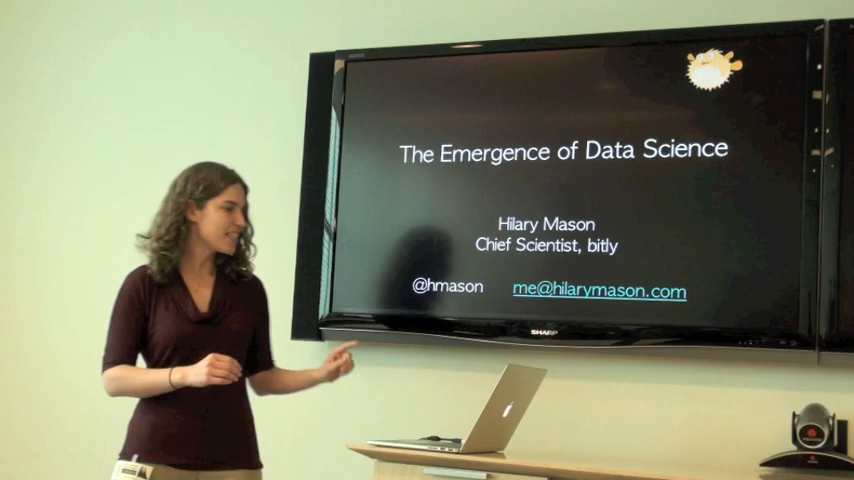 The Emergence of Data Science
Hilary Mason
Chief Scientist, bitly
@hmason me@hilarymason.com
SHARP